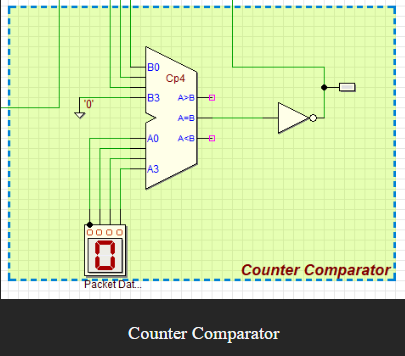 B0
Cp4
'0'
B3
A>B
A=B
A0
A<B
A3
0
Packet Dat...
Counter Comparator
Counter Comparator